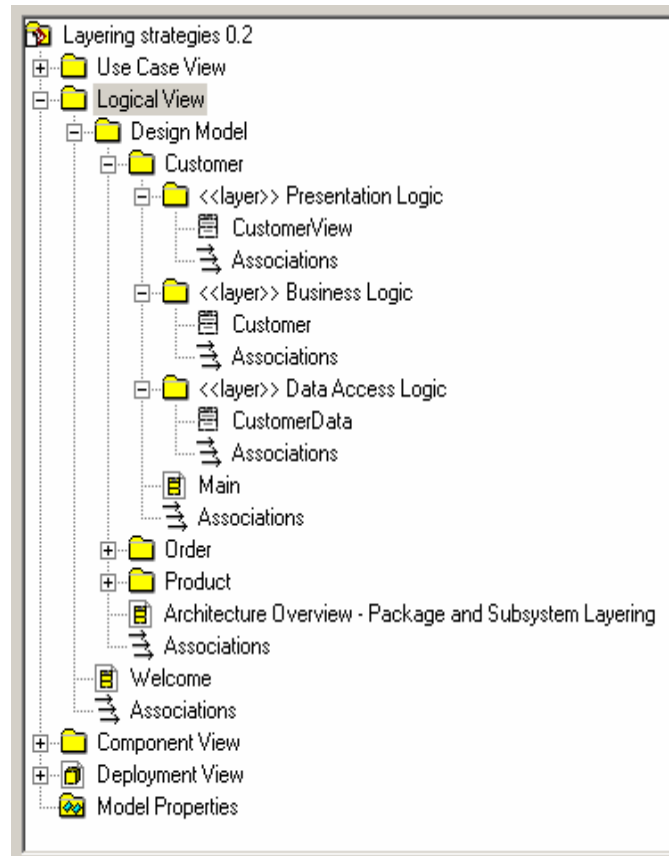 Layering strategies 0.2
Use Case View
Logical View
Design Model
Customer
<<layer>> Presentation Logic
CustomerView
Associations
<<layer>> Business Logic
Customer
Associations
<<layer>> Data Access Logic
CustomerData
Associations
Main
Associations
Order
Product
Architecture Overview - Package and Subsystem Layering
Associations
Welcome
Associations
Component View
Deployment View
Model Properties